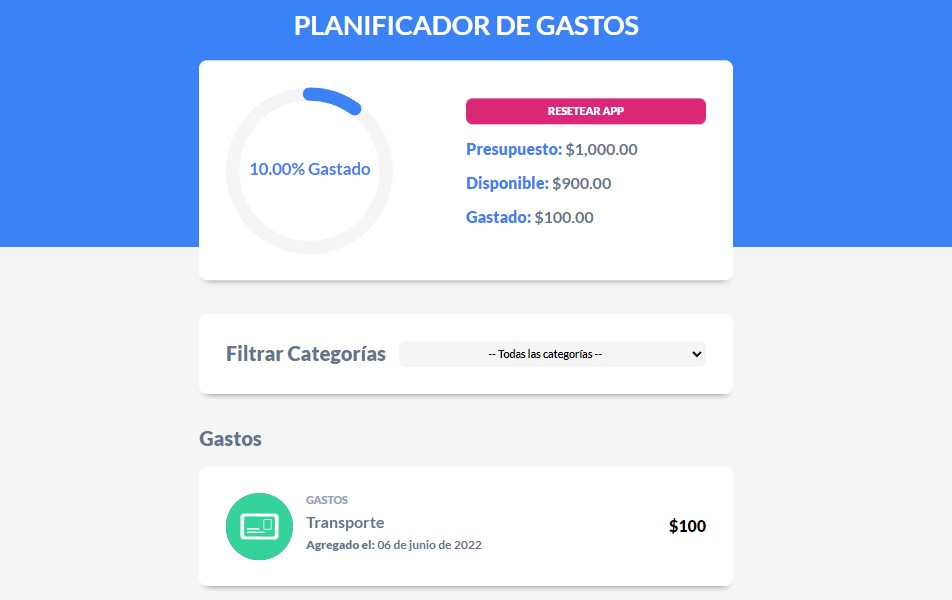 PLANIFICADOR DE GASTOS
10.00% Gastado
RESETEAR APP
Presupuesto: $1,000.00
Disponible: $900.00
Gastado: $100.00
Filtrar Categorías
-- Todas las categorías --
Gastos
GASTOS
Transporte
Agregado el: 06 de junio de 2022
$100